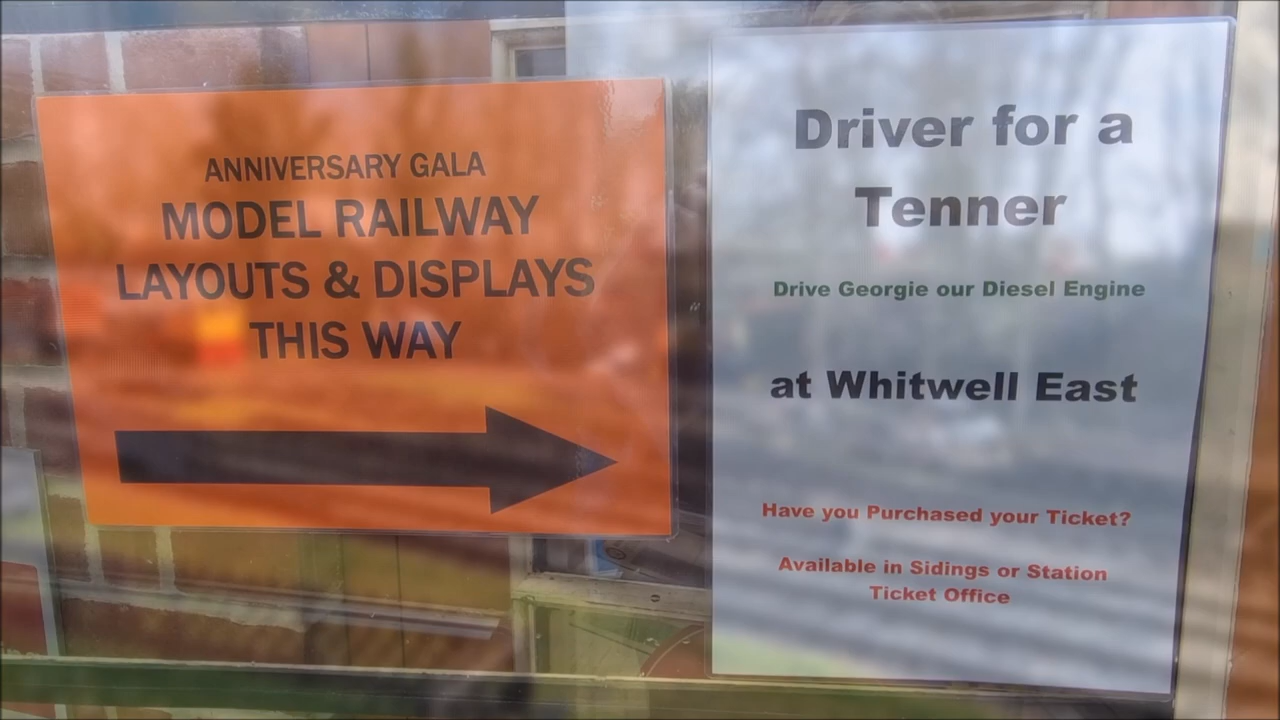 ANNIVERSARY GALA
MODEL RAILWAY
LAYOUTS & DISPLAYS
THIS WAY
Driver for a
Tenner
Drive Georgie our Diesel Engine
at Whitwell East
Have you Purchased your Ticket?
Available in Sidings or Station
Ticket Office